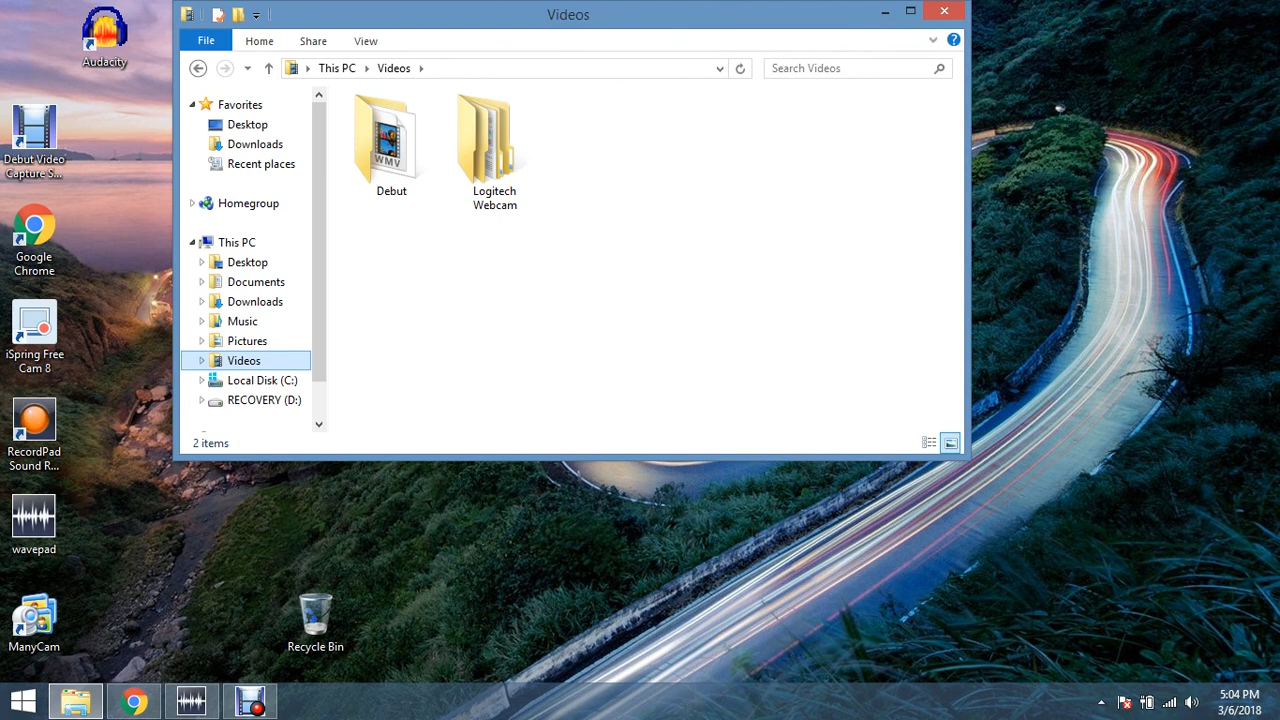 Videos
File
Home
Share
View
This PC
Videos
Search Videos
Favorites
Desktop
Downloads
Recent places
Homegroup
This PC
Desktop
Documents
Downloads
Music
Pictures
Videos
Local Disk (C:)
RECOVERY (D:)
WMV
Debut
Logitech
Webcam
2 items
Audacity
Debut Video
Capture S...
Google
Chrome
iSpring Free
Cam 8
RecordPad
Sound R...
wavepad
ManyCam
Recycle Bin
5:04 PM
3/6/2018